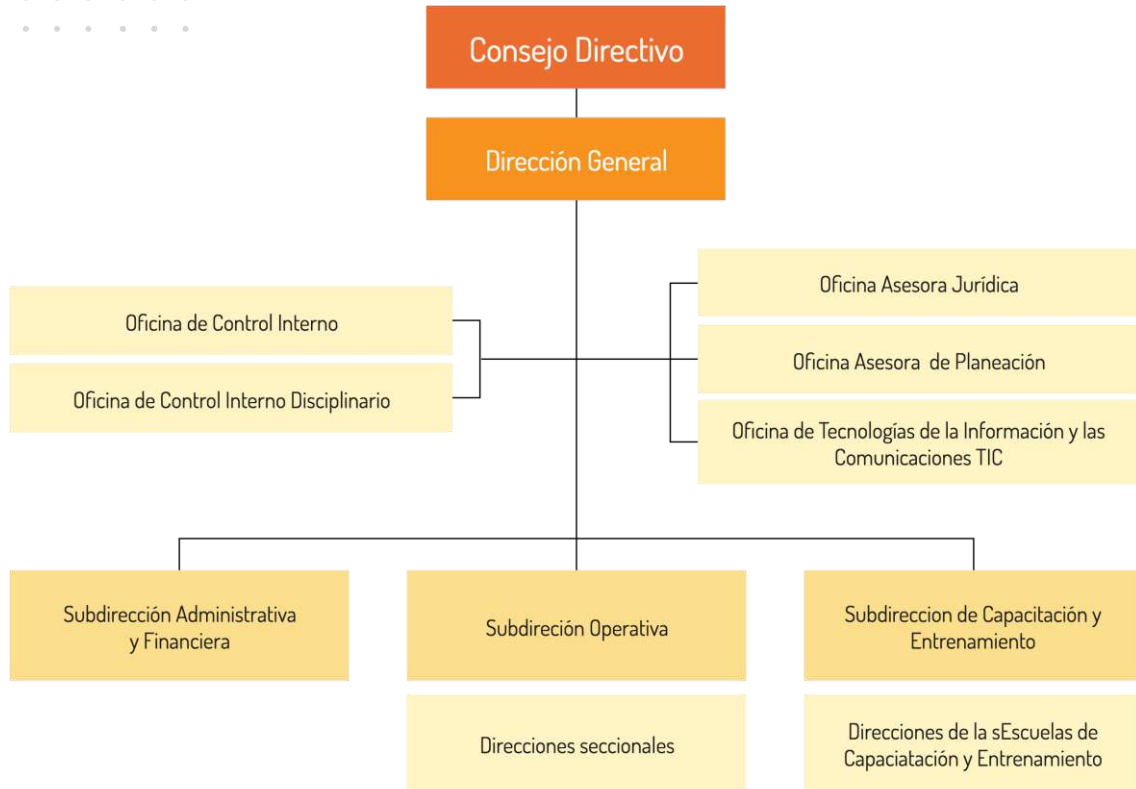 Consejo Directivo
Dirección General
Oficina de Control Interno
Oficina de Control Interno Disciplinario
Oficina Asesora Jurídica
Oficina Asesora de Planeación
Oficina de Tecnologías de la Información y las
Comunicaciones TIC
Subdirección Administrativa
y Financiera
Subdireción Operativa
Direcciones seccionales
Subdireccion de Capacitación y
Entrenamiento
Direcciones de la sEscuelas de
Capaciatación y Entrenamiento